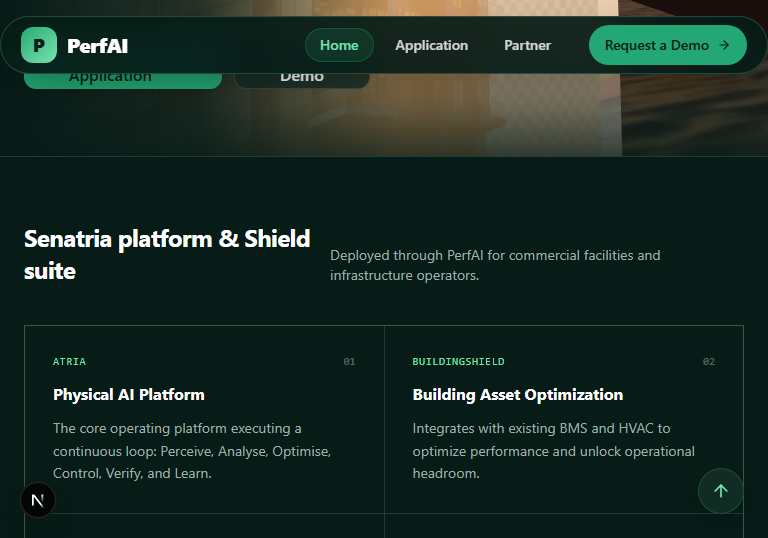 P PerfAI Home Application Partner Request a Demo →
Application Demo
Senatria platform & Shield
suite
Deployed through PerfAI for commercial facilities and
infrastructure operators.
ATRIA 01
Physical AI Platform
The core operating platform executing a
continuous loop: Perceive, Analyse, Optimise,
Control, Verify, and Learn.
BUILDINGSHIELD 02
Building Asset Optimization
Integrates with existing BMS and HVAC to
optimize performance and unlock operational
headroom.
N